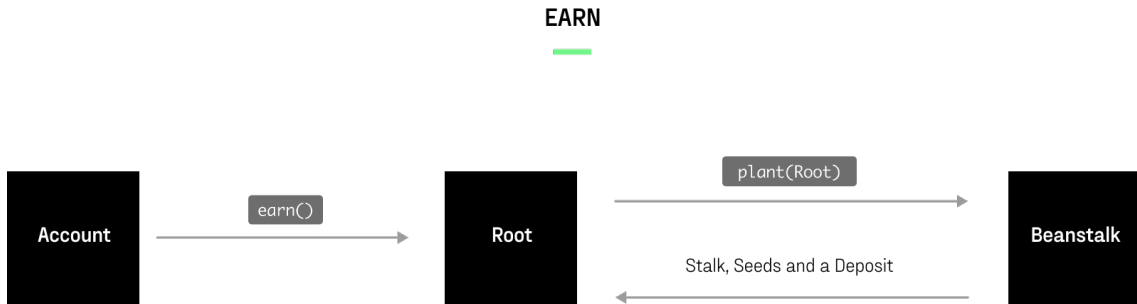 EARN
Account
earn()
Root
plant(Root)
Stalk, Seeds and a Deposit
Beanstalk